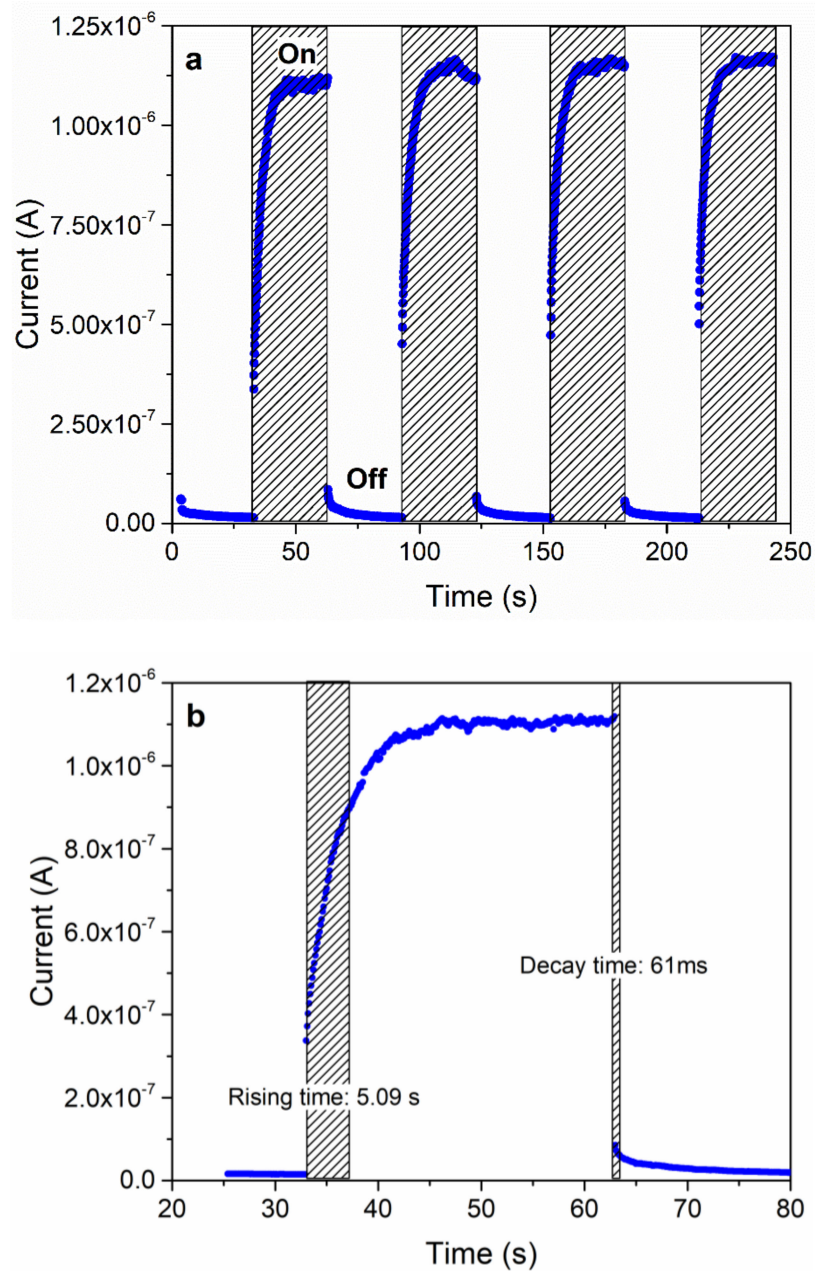 a
On
Off
1.25x10⁻⁶
1.00x10⁻⁶
7.50x10⁻⁷
5.00x10⁻⁷
2.50x10⁻⁷
0.00
0 50 100 150 200 250
Current (A)
Time (s)
b
1.2x10⁻⁶
1.0x10⁻⁶
8.0x10⁻⁷
6.0x10⁻⁷
4.0x10⁻⁷
2.0x10⁻⁷
0.0
Decay time: 61ms
Rising time: 5.09 s
20 30 40 50 60 70 80
Current (A)
Time (s)